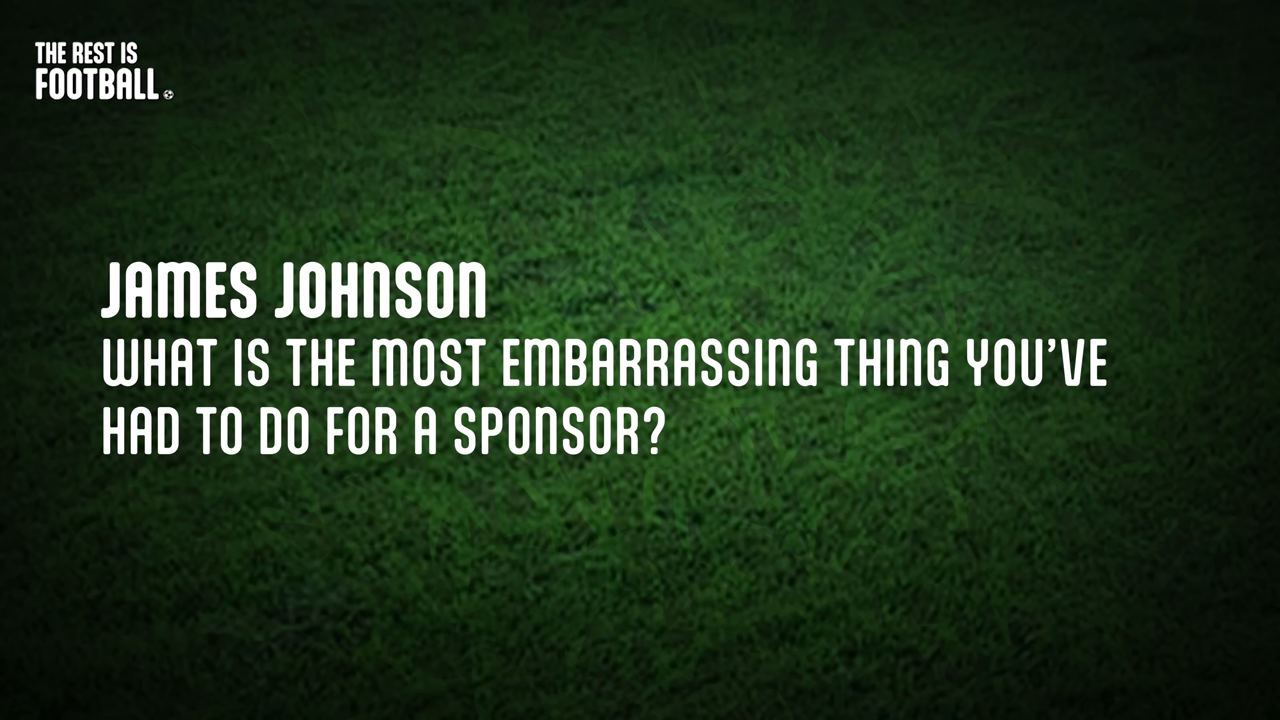 THE REST IS
FOOTBALL
JAMES JOHNSON
WHAT IS THE MOST EMBARRASSING THING YOU'VE
HAD TO DO FOR A SPONSOR?